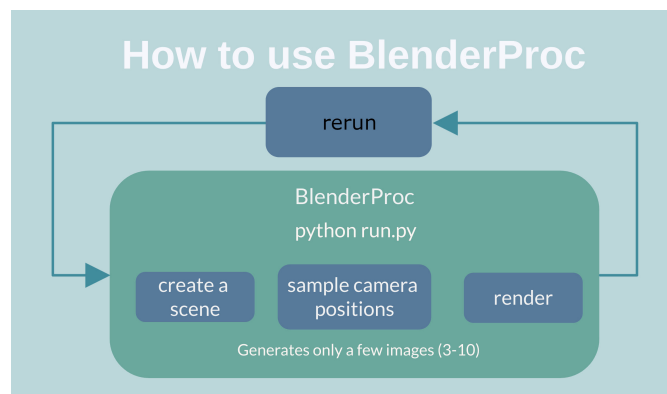 How to use BlenderProc
rerun
BlenderProc
python run.py
create a
scene
sample camera
positions
render
Generates only a few images (3-10)